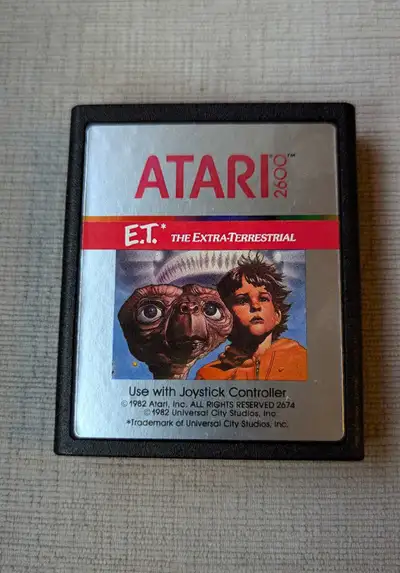 ATARI 2600™
E.T.* THE EXTRA-TERRESTRIAL
Use with Joystick Controller
© 1982 Atari, Inc. ALL RIGHTS RESERVED 2674
© 1982 Universal City Studios, Inc.
*Trademark of Universal City Studios, Inc.